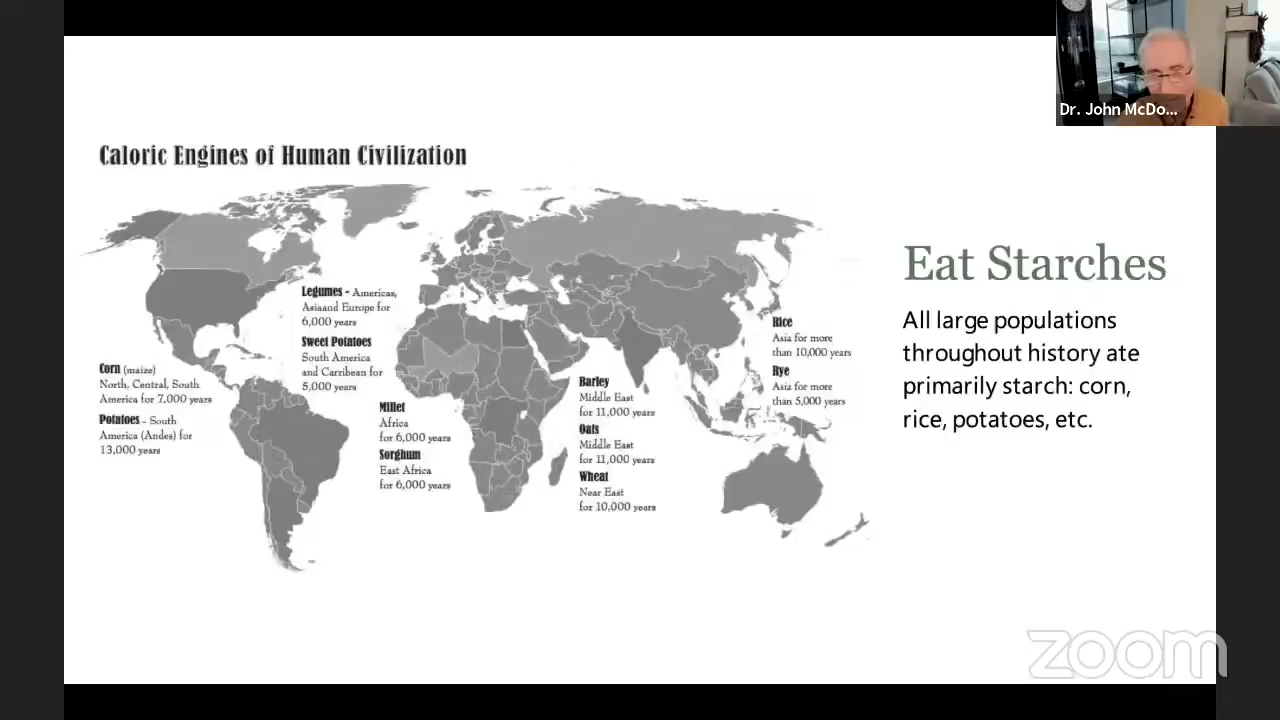 Dr. John McDo...
Caloric Engines of Human Civilization
Legumes - Americas,
Asiaand Europe for
6,000 years
Sweet Potatoes
South America
and Carribean for
5,000 years
Corn (maize)
North, Central, South
America for 7,000 years
Potatoes - South
America (Andes) for
13,000 years
Millet
Africa
for 6,000 years
Sorghum
East Africa
for 6,000 years
Barley
Middle East
for 11,000 years
Oats
Middle East
for 11,000 years
Wheat
Near East
for 10,000 years
Rice
Asia for more
than 10,000 years
Rye
Asia for more
than 5,000 years
Eat Starches
All large populations
throughout history ate
primarily starch: corn,
rice, potatoes, etc.
zoom